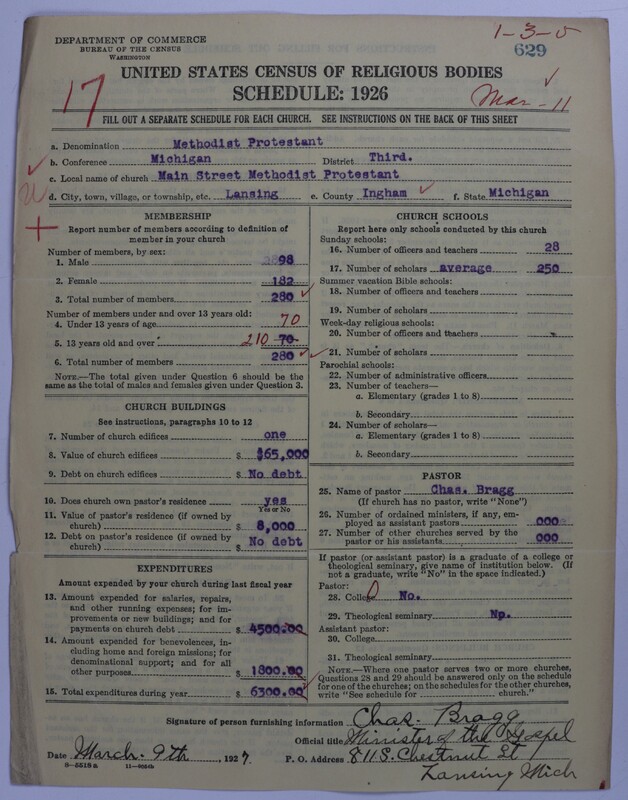 1-3-0
629
DEPARTMENT OF COMMERCE
BUREAU OF THE CENSUS
WASHINGTON
17
UNITED STATES CENSUS OF RELIGIOUS BODIES
SCHEDULE: 1926
Mar - 11
FILL OUT A SEPARATE SCHEDULE FOR EACH CHURCH. SEE INSTRUCTIONS ON THE BACK OF THIS SHEET
a. Denomination Methodist Protestant
b. Conference Michigan District Third.
c. Local name of church Main Street Methodist Protestant
d. City, town, village, or township, etc. Lansing e. County Ingham f. State Michigan
MEMBERSHIP
Report number of members according to definition of
member in your church
Number of members, by sex:
1. Male 98
2. Female 182
3. Total number of members 280
Number of members under and over 13 years old:
4. Under 13 years of age 70
5. 13 years old and over 210 70
6. Total number of members 280
NOTE.—The total given under Question 6 should be the
same as the total of males and females given under Question 3.
CHURCH BUILDINGS
See instructions, paragraphs 10 to 12
7. Number of church edifices one
8. Value of church edifices $ $65,000
9. Debt on church edifices $ No debt
10. Does church own pastor's residence yes
Yes or No
11. Value of pastor's residence (if owned by
church) $ 8,000
12. Debt on pastor's residence (if owned by
church) $ No debt
EXPENDITURES
Amount expended by your church during last fiscal year
13. Amount expended for salaries, repairs,
and other running expenses; for im-
provements or new buildings; and for
payments on church debt $ 4500.00
14. Amount expended for benevolences, in-
cluding home and foreign missions; for
denominational support; and for all
other purposes $ 1800.00
15. Total expenditures during year $ 6300.00
CHURCH SCHOOLS
Report here only schools conducted by this church
Sunday schools:
16. Number of officers and teachers 28
17. Number of scholars average 250
Summer vacation Bible schools:
18. Number of officers and teachers
19. Number of scholars
Week-day religious schools:
20. Number of officers and teachers
21. Number of scholars
Parochial schools:
22. Number of administrative officers
23. Number of teachers—
a. Elementary (grades 1 to 8)
b. Secondary
24. Number of scholars—
a. Elementary (grades 1 to 8)
b. Secondary
PASTOR
25. Name of pastor Chas. Bragg
(If church has no pastor, write "None")
26. Number of ordained ministers, if any, em-
ployed as assistant pastors 000
27. Number of other churches served by the
pastor or his assistants 000
If pastor (or assistant pastor) is a graduate of a college or
theological seminary, give name of institution below. (If
not a graduate, write "No" in the space indicated.)
Pastor:
28. College No.
29. Theological seminary No.
Assistant pastor:
30. College
31. Theological seminary
NOTE.—Where one pastor serves two or more churches,
Questions 28 and 29 should be answered only on the schedule
for one of the churches; on the schedules for the other churches,
write "See schedule for church."
Signature of person furnishing information Chas. Bragg
Official title Minister of the Gospel
Date March. 9th, 1927 P. O. Address 811 S. Chestnut St
Lansing Mich